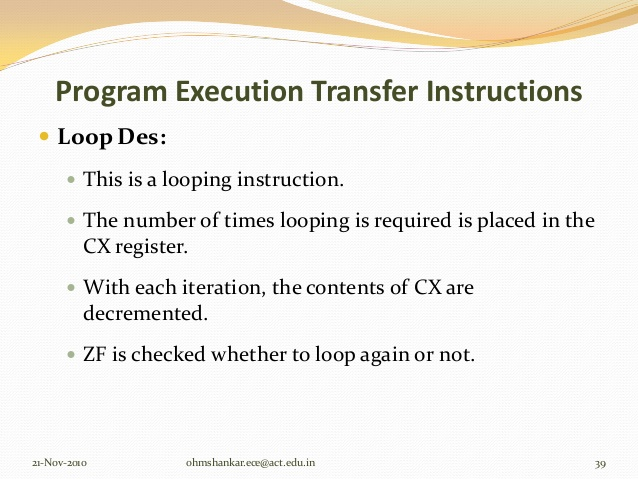 Program Execution Transfer Instructions
Loop Des:
This is a looping instruction.
The number of times looping is required is placed in the
CX register.
With each iteration, the contents of CX are
decremented.
ZF is checked whether to loop again or not.
21-Nov-2010 ohmshankar.ece@act.edu.in 39